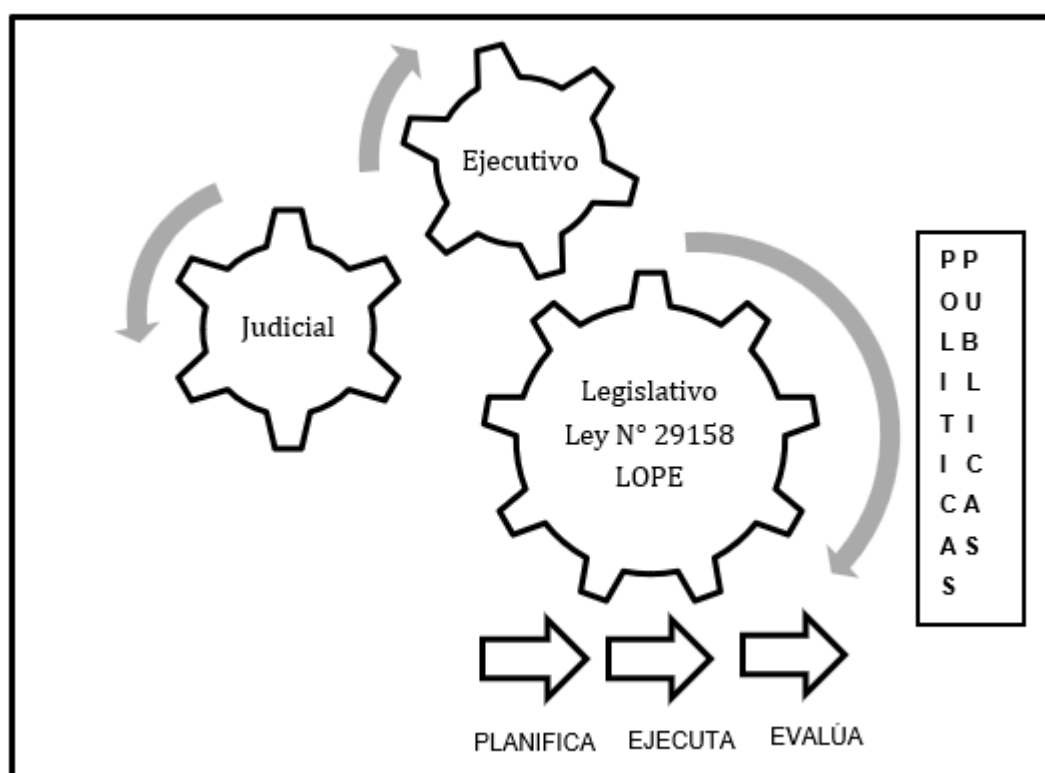 Ejecutivo
Judicial
Legislativo
Ley N° 29158
LOPE
P P
O U
L B
I L
T I
I C
C A
A S
S
PLANIFICA EJECUTA EVALÚA